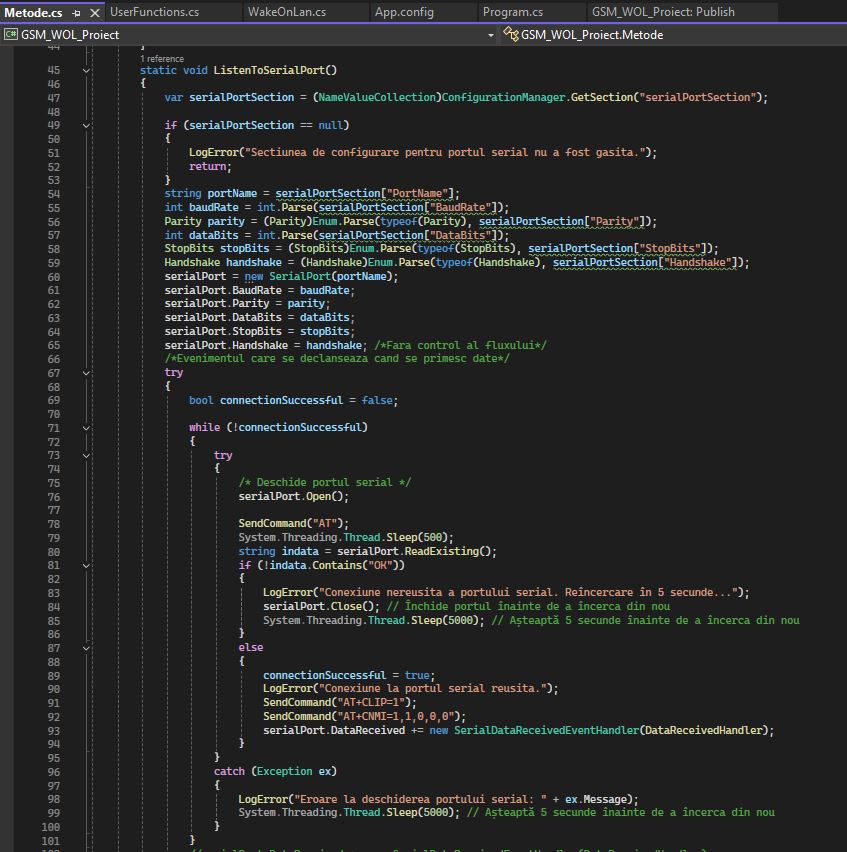 Metode.cs UserFunctions.cs WakeOnLan.cs App.config Program.cs GSM_WOL_Proiect: Publish
C# GSM_WOL_Proiect GSM_WOL_Proiect.Metode
44 }
1 reference
45 static void ListenToSerialPort()
46 {
47 var serialPortSection = (NameValueCollection)ConfigurationManager.GetSection("serialPortSection");
48
49 if (serialPortSection == null)
50 {
51 LogError("Sectiunea de configurare pentru portul serial nu a fost gasita.");
52 return;
53 }
54 string portName = serialPortSection["PortName"];
55 int baudRate = int.Parse(serialPortSection["BaudRate"]);
56 Parity parity = (Parity)Enum.Parse(typeof(Parity), serialPortSection["Parity"]);
57 int dataBits = int.Parse(serialPortSection["DataBits"]);
58 StopBits stopBits = (StopBits)Enum.Parse(typeof(StopBits), serialPortSection["StopBits"]);
59 Handshake handshake = (Handshake)Enum.Parse(typeof(Handshake), serialPortSection["Handshake"]);
60 serialPort = new SerialPort(portName);
61 serialPort.BaudRate = baudRate;
62 serialPort.Parity = parity;
63 serialPort.DataBits = dataBits;
64 serialPort.StopBits = stopBits;
65 serialPort.Handshake = handshake; /*Fara control al fluxului*/
66 /*Evenimentul care se declanseaza cand se primesc date*/
67 try
68 {
69 bool connectionSuccessful = false;
70
71 while (!connectionSuccessful)
72 {
73 try
74 {
75 /* Deschide portul serial */
76 serialPort.Open();
77
78 SendCommand("AT");
79 System.Threading.Thread.Sleep(500);
80 string indata = serialPort.ReadExisting();
81 if (!indata.Contains("OK"))
82 {
83 LogError("Conexiune nereusita a portului serial. Reîncercare în 5 secunde...");
84 serialPort.Close(); // Închide portul înainte de a încerca din nou
85 System.Threading.Thread.Sleep(5000); // Așteaptă 5 secunde înainte de a încerca din nou
86 }
87 else
88 {
89 connectionSuccessful = true;
90 LogError("Conexiune la portul serial reusita.");
91 SendCommand("AT+CLIP=1");
92 SendCommand("AT+CNMI=1,1,0,0,0");
93 serialPort.DataReceived += new SerialDataReceivedEventHandler(DataReceivedHandler);
94 }
95 }
96 catch (Exception ex)
97 {
98 LogError("Eroare la deschiderea portului serial: " + ex.Message);
99 System.Threading.Thread.Sleep(5000); // Așteaptă 5 secunde înainte de a încerca din nou
100 }
101 }